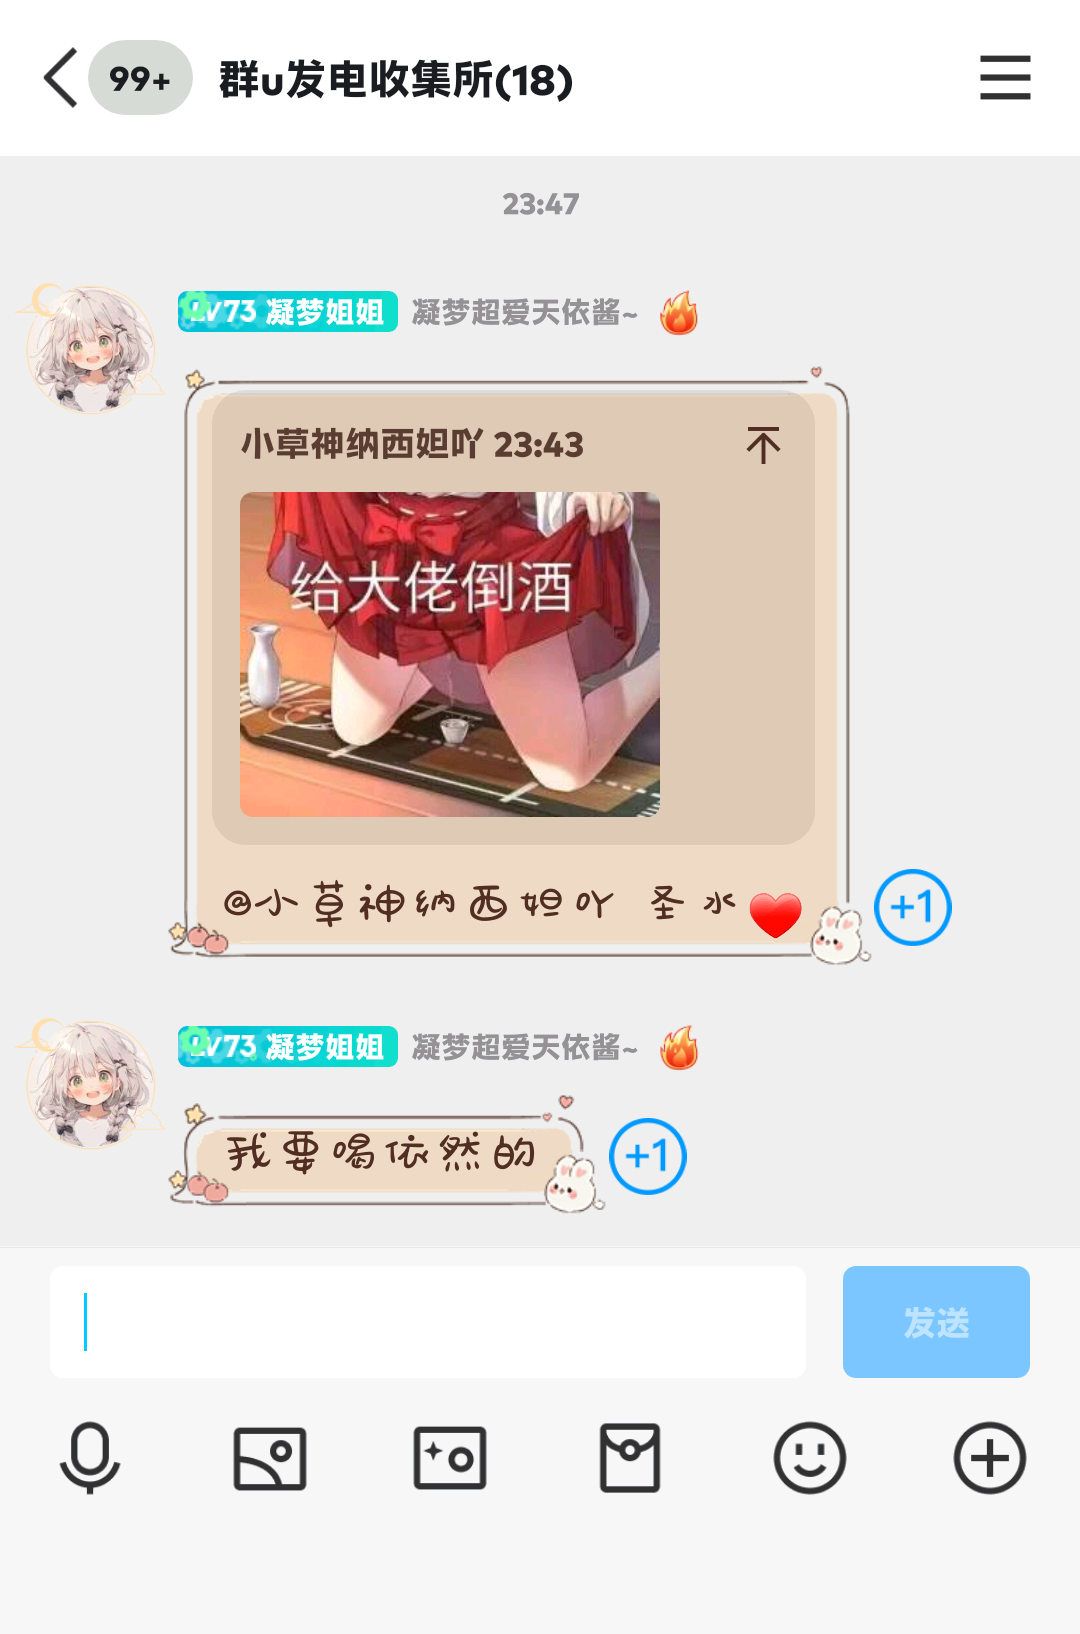 99+ 群u发电收集所(18)
23:47
LV73 凝梦姐姐 凝梦超爱天依酱~
小草神纳西妲吖 23:43
给大佬倒酒
@小草神纳西妲吖 圣水
+1
LV73 凝梦姐姐 凝梦超爱天依酱~
我要喝依然的
+1
发送